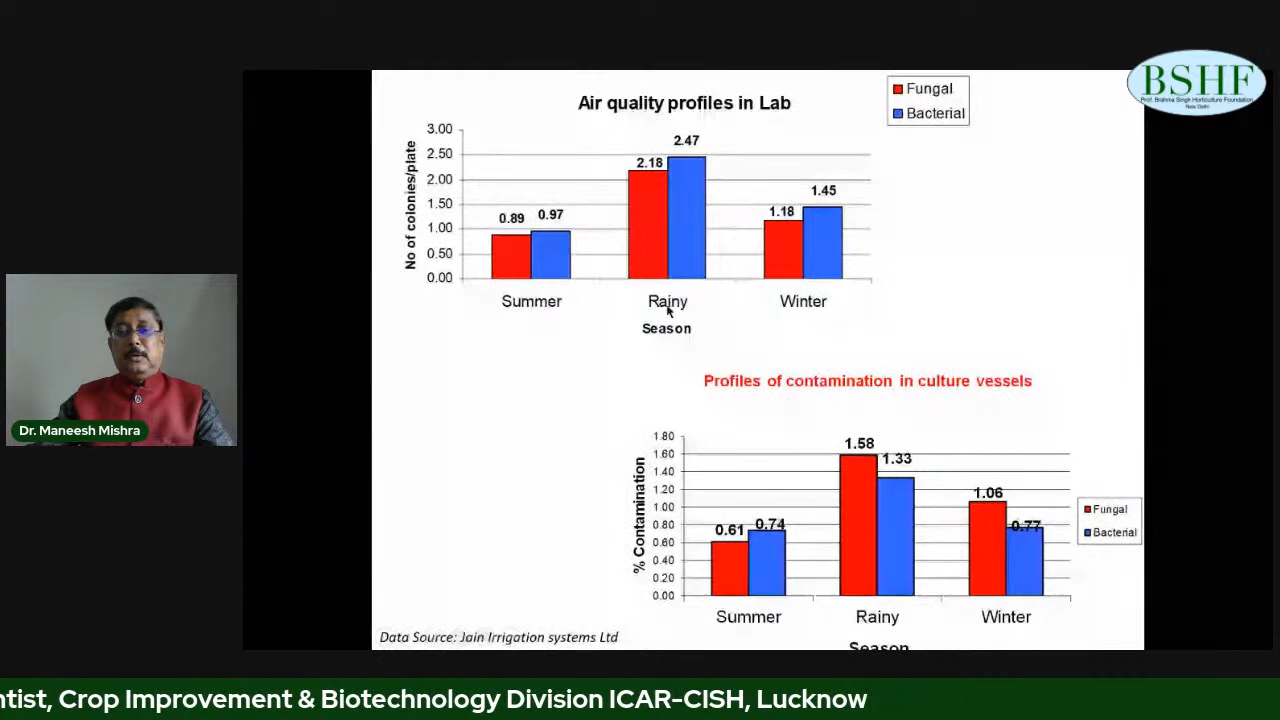 Air quality profiles in Lab
Fungal
Bacterial
BSHF
Prof. Brahma Singh Horticulture Foundation
New Delhi
No of colonies/plate
3.00
2.50
2.00
1.50
1.00
0.50
0.00
0.89
0.97
2.18
2.47
1.18
1.45
Summer
Rainy
Winter
Season
Profiles of contamination in culture vessels
% Contamination
1.80
1.60
1.40
1.20
1.00
0.80
0.60
0.40
0.20
0.00
0.61
0.74
1.58
1.33
1.06
0.77
Fungal
Bacterial
Summer
Rainy
Winter
Season
Data Source: Jain Irrigation systems Ltd
Dr. Maneesh Mishra
ntist, Crop Improvement & Biotechnology Division ICAR-CISH, Lucknow